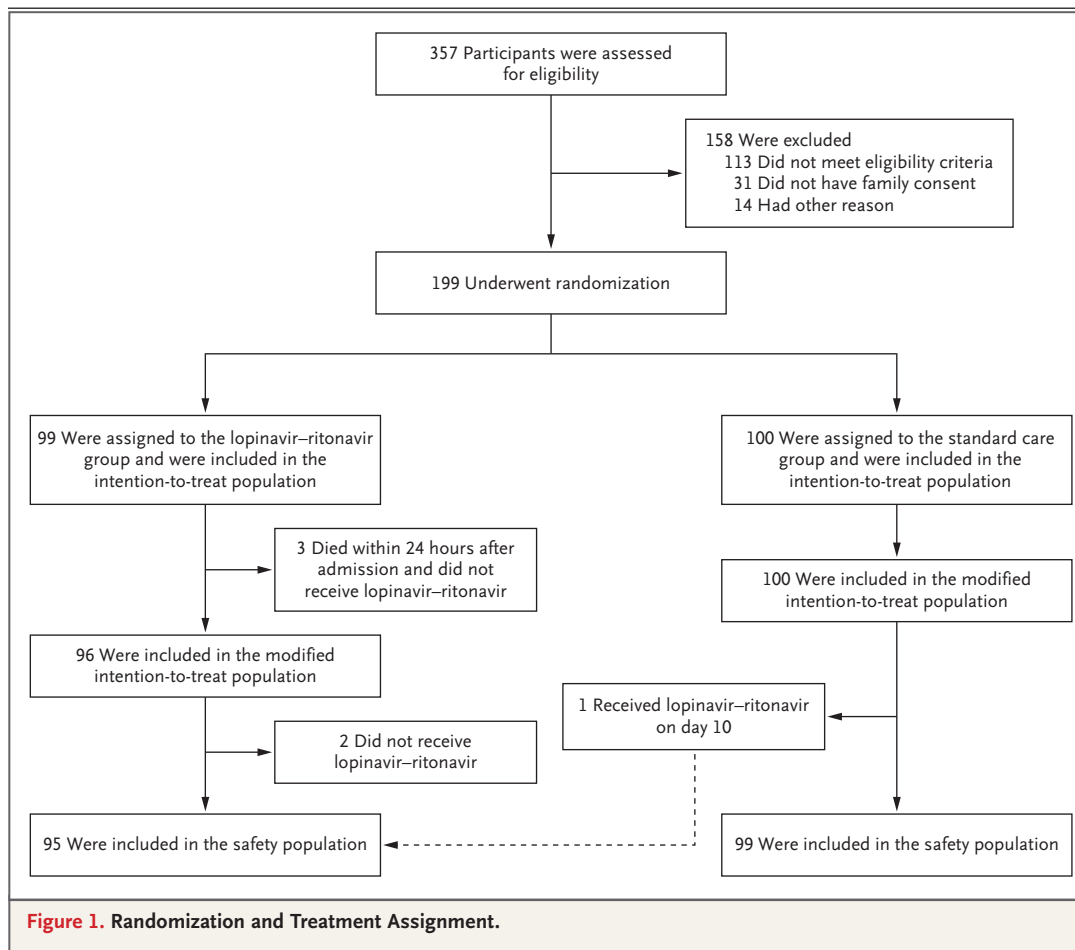 357 Participants were assessed
for eligibility
158 Were excluded
113 Did not meet eligibility criteria
31 Did not have family consent
14 Had other reason
199 Underwent randomization
99 Were assigned to the lopinavir–ritonavir
group and were included in the
intention-to-treat population
100 Were assigned to the standard care
group and were included in the
intention-to-treat population
3 Died within 24 hours after
admission and did not
receive lopinavir–ritonavir
100 Were included in the modified
intention-to-treat population
96 Were included in the modified
intention-to-treat population
1 Received lopinavir–ritonavir
on day 10
2 Did not receive
lopinavir–ritonavir
95 Were included in the safety population
99 Were included in the safety population
Figure 1. Randomization and Treatment Assignment.